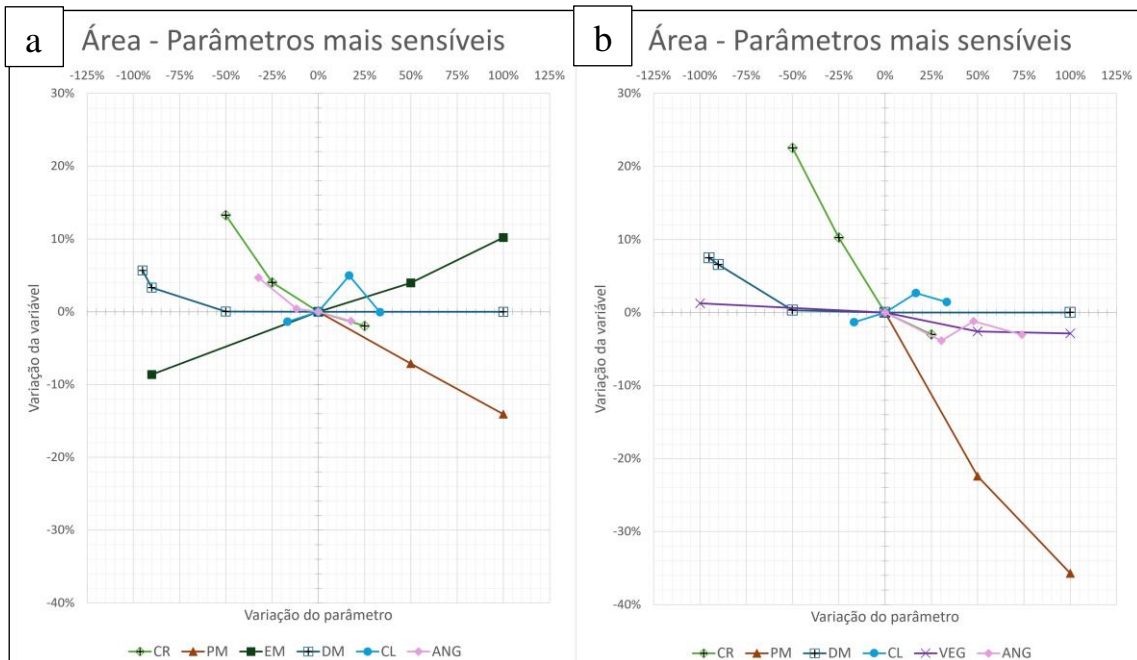 a
Área - Parâmetros mais sensíveis
-125% -100% -75% -50% -25% 0% 25% 50% 75% 100% 125%
30%
20%
10%
0%
-10%
-20%
-30%
-40%
Variação da variável
Variação do parâmetro
CR PM EM DM CL ANG
b
Área - Parâmetros mais sensíveis
-125% -100% -75% -50% -25% 0% 25% 50% 75% 100% 125%
30%
20%
10%
0%
-10%
-20%
-30%
-40%
Variação da variável
Variação do parâmetro
CR PM DM CL VEG ANG